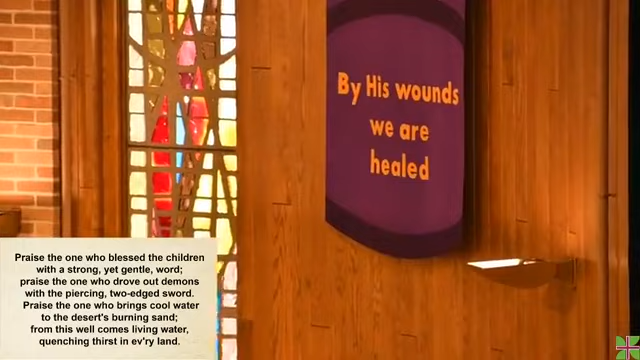 By His wounds
we are
healed
Praise the one who blessed the children
with a strong, yet gentle, word;
praise the one who drove out demons
with the piercing, two-edged sword.
Praise the one who brings cool water
to the desert's burning sand;
from this well comes living water,
quenching thirst in ev'ry land.